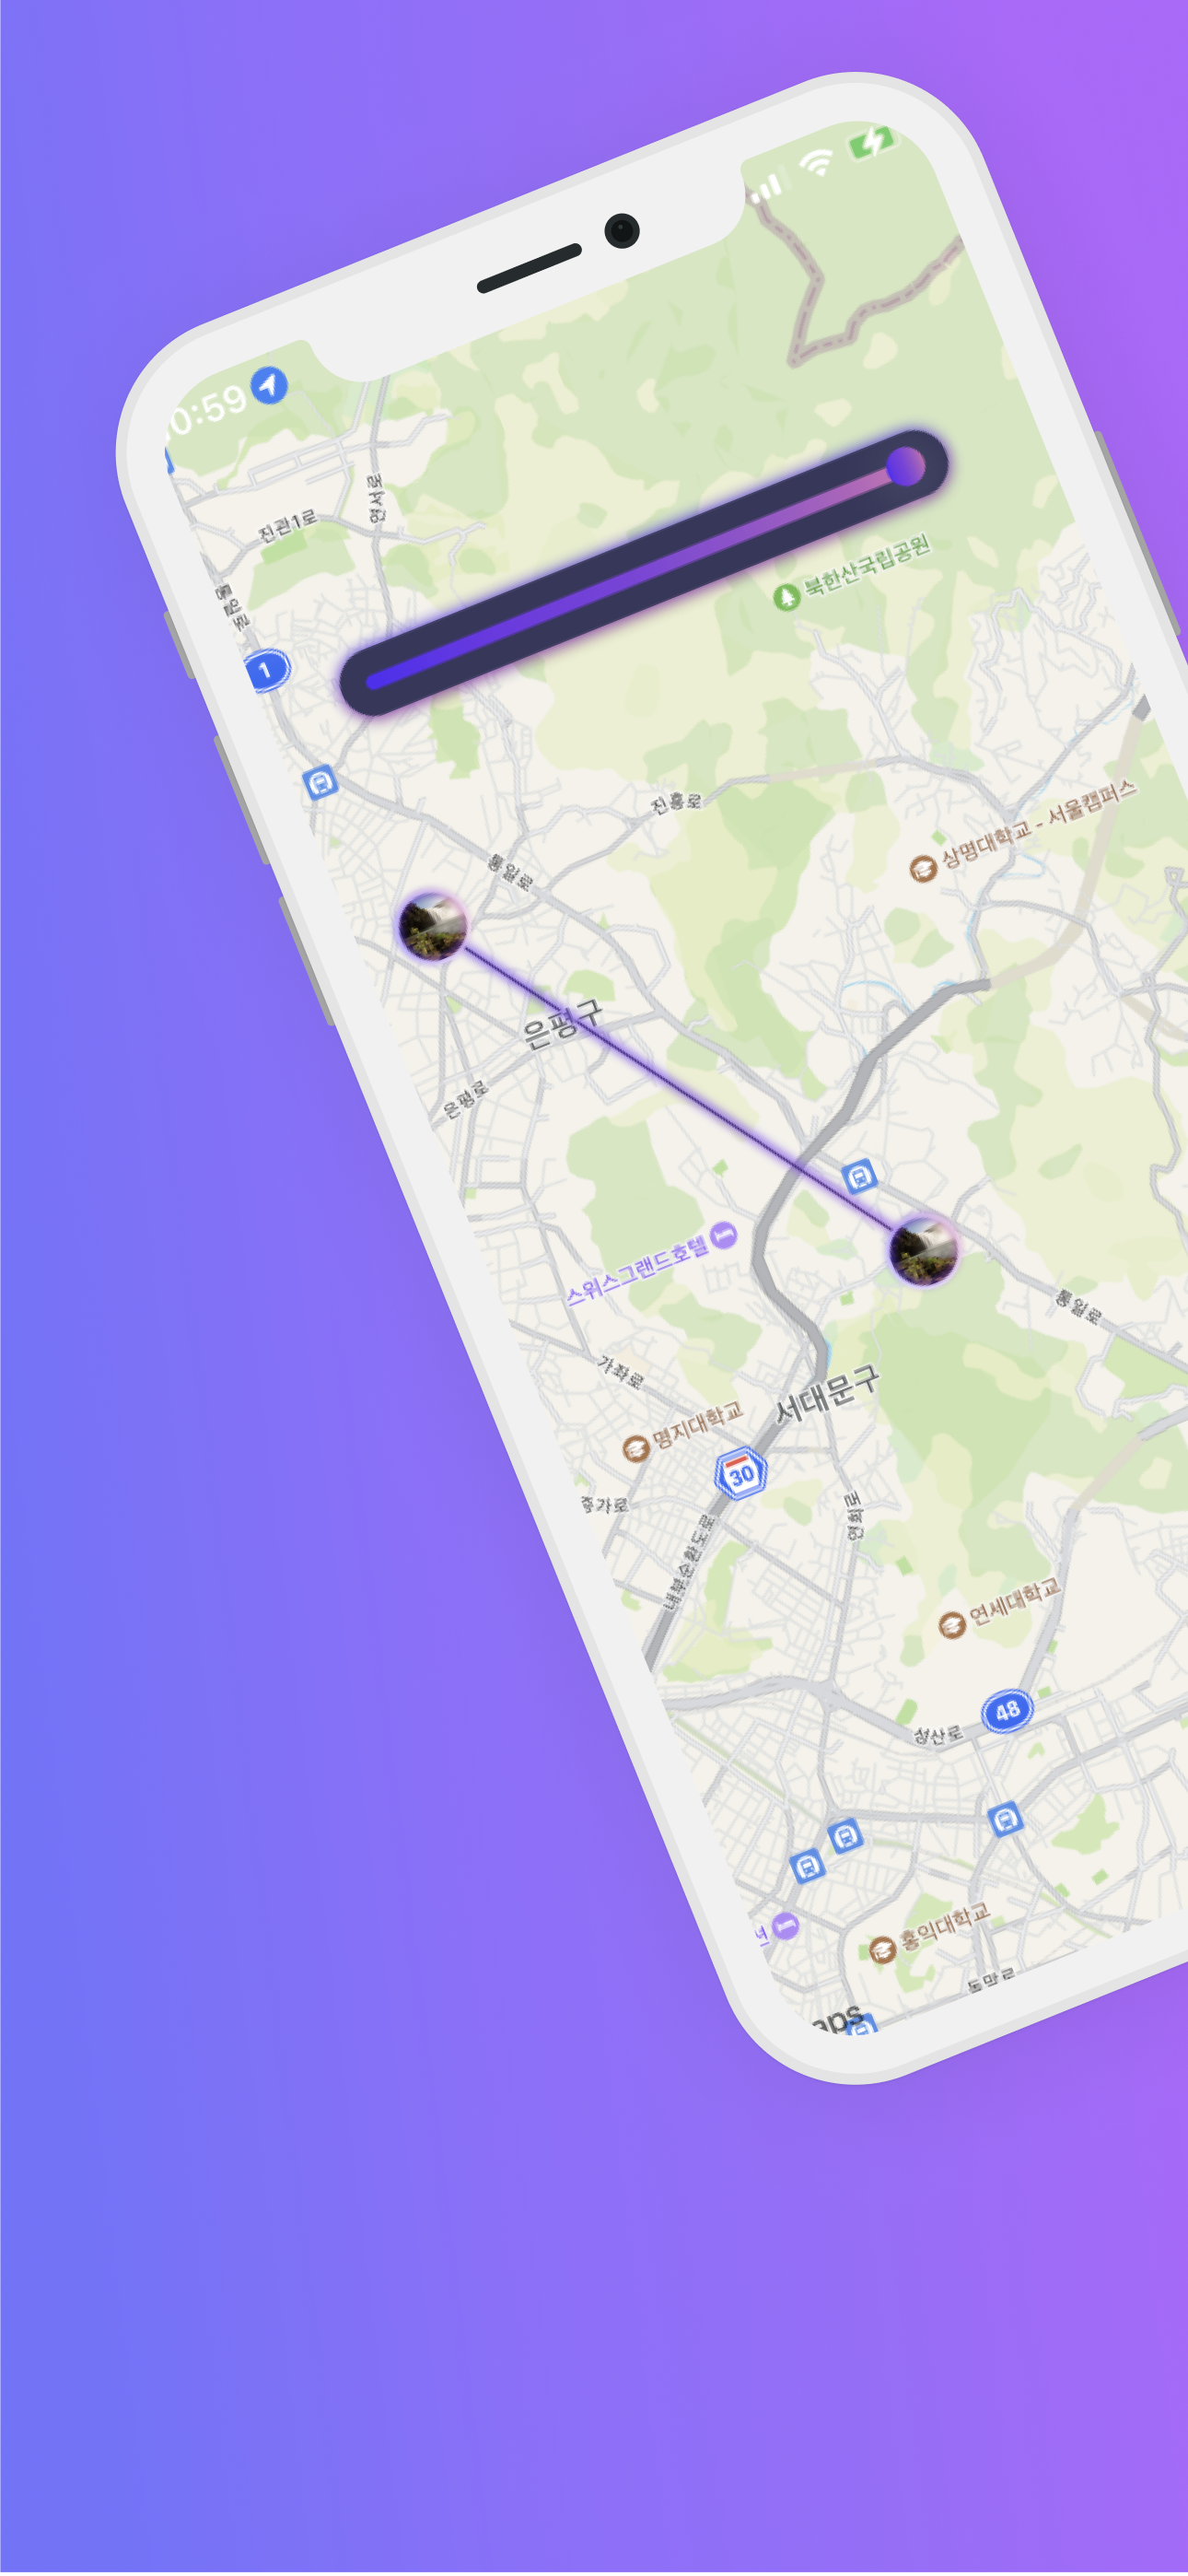 0:59
진관1로
연서로
통일로
1
북한산국립공원
진흥로
상명대학교 - 서울캠퍼스
통일로
은평구
은평로
스위스그랜드호텔
통일로
가좌로
서대문구
명지대학교
30
증가로
연희로
내부순환도로
연세대학교
48
성산로
홍익대학교
독막로
aps